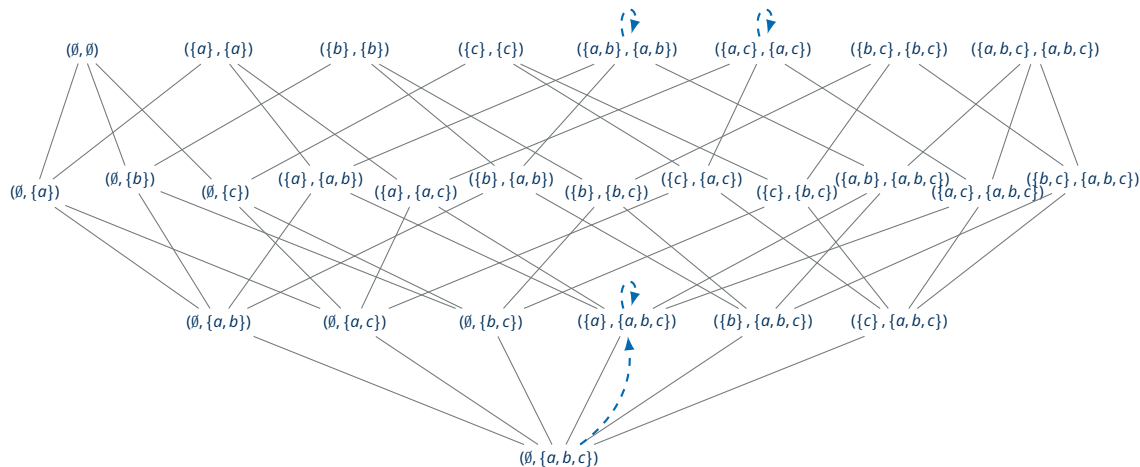 (∅,∅) ({a},{a}) ({b},{b}) ({c},{c}) ({a,b},{a,b}) ({a,c},{a,c}) ({b,c},{b,c}) ({a,b,c},{a,b,c})
(∅,{a}) (∅,{b}) (∅,{c}) ({a},{a,b}) ({a},{a,c}) ({b},{a,b}) ({b},{b,c}) ({c},{a,c}) ({c},{b,c}) ({a,b},{a,b,c}) ({a,c},{a,b,c}) ({b,c},{a,b,c})
(∅,{a,b}) (∅,{a,c}) (∅,{b,c}) ({a},{a,b,c}) ({b},{a,b,c}) ({c},{a,b,c})
(∅,{a,b,c})